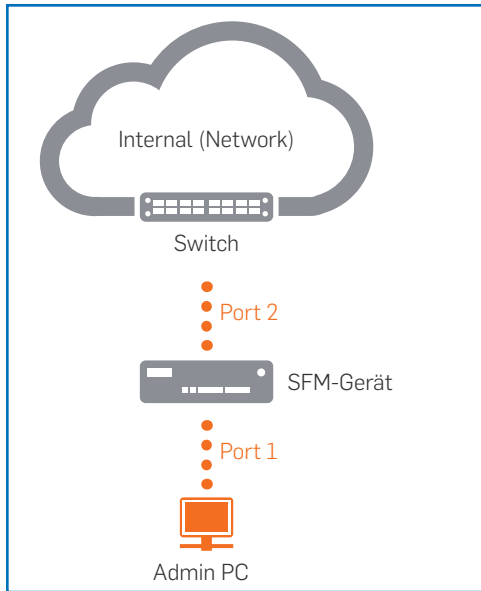 Internal (Network)
Switch
Port 2
SFM-Gerät
Port 1
Admin PC